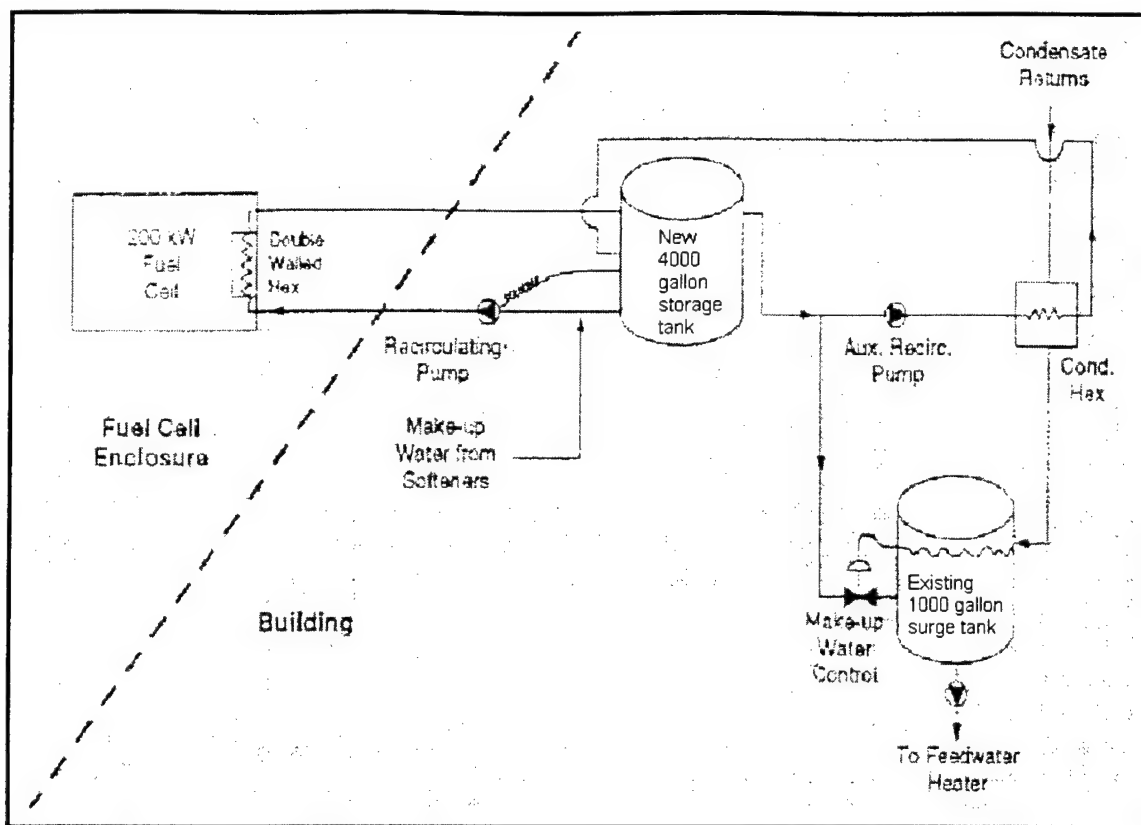 Condensate
Returns
200 kW
Fuel
Cell
Double
Walled
Hex
New
4000
gallon
storage
tank
Recirculating
Pump
Aux. Recirc.
Pump
Cond.
Hex
Fuel Cell
Enclosure
Make-up
Water from
Softeners
Building
Existing
1000 gallon
surge tank
Make-up
Water
Control
To Feedwater
Heater